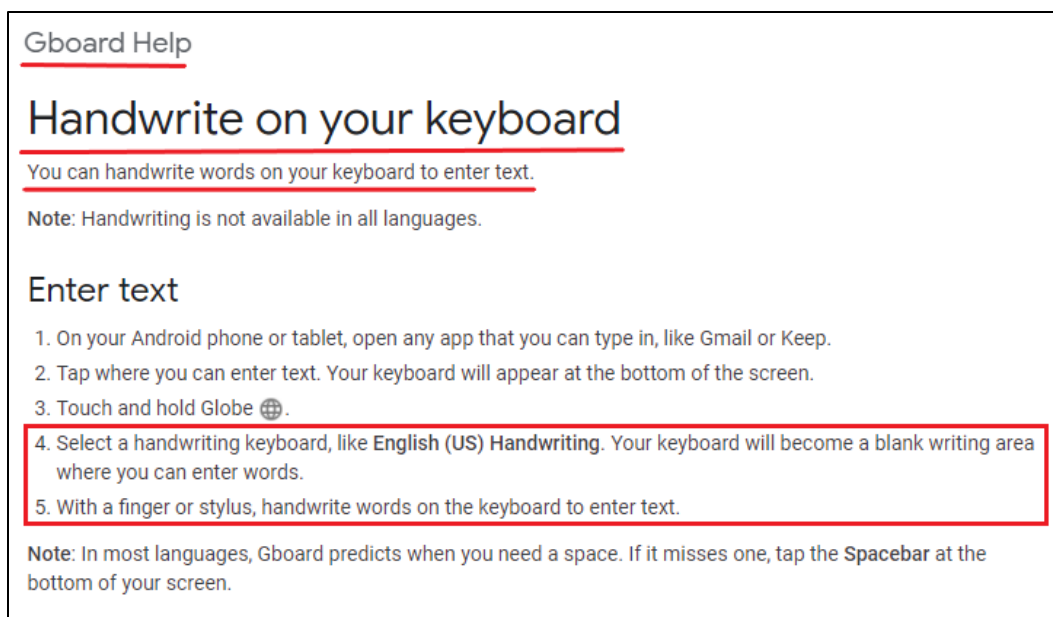 Gboard Help
Handwrite on your keyboard
You can handwrite words on your keyboard to enter text.
Note: Handwriting is not available in all languages.
Enter text
1. On your Android phone or tablet, open any app that you can type in, like Gmail or Keep.
2. Tap where you can enter text. Your keyboard will appear at the bottom of the screen.
3. Touch and hold Globe .
4. Select a handwriting keyboard, like English (US) Handwriting. Your keyboard will become a blank writing area
where you can enter words.
5. With a finger or stylus, handwrite words on the keyboard to enter text.
Note: In most languages, Gboard predicts when you need a space. If it misses one, tap the Spacebar at the
bottom of your screen.